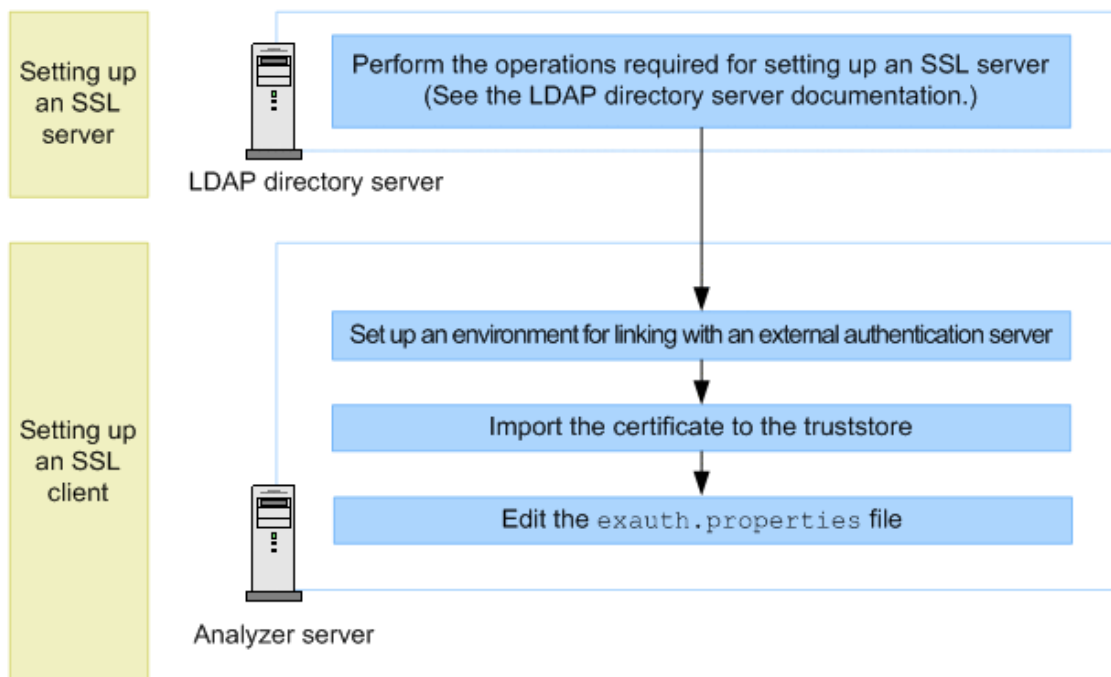 Setting up
an SSL
server
Perform the operations required for setting up an SSL server
(See the LDAP directory server documentation.)
LDAP directory server
Setting up
an SSL
client
Set up an environment for linking with an external authentication server
Import the certificate to the truststore
Edit the exauth.properties file
Analyzer server